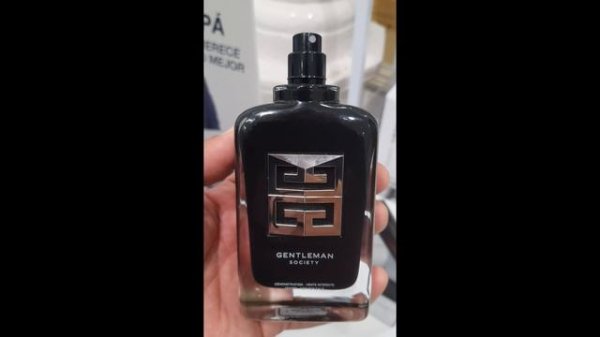 PÁ
ERECE
MEJOR
GENTLEMAN
SOCIETY